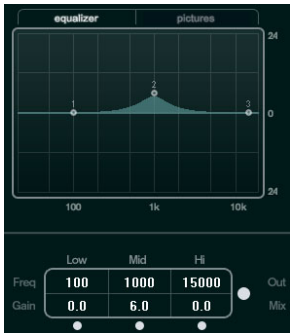 equalizer pictures
24
2
1 3
0
24
100 1k 10k
Low Mid Hi
Freq 100 1000 15000 Out
Gain 0.0 6.0 0.0 Mix